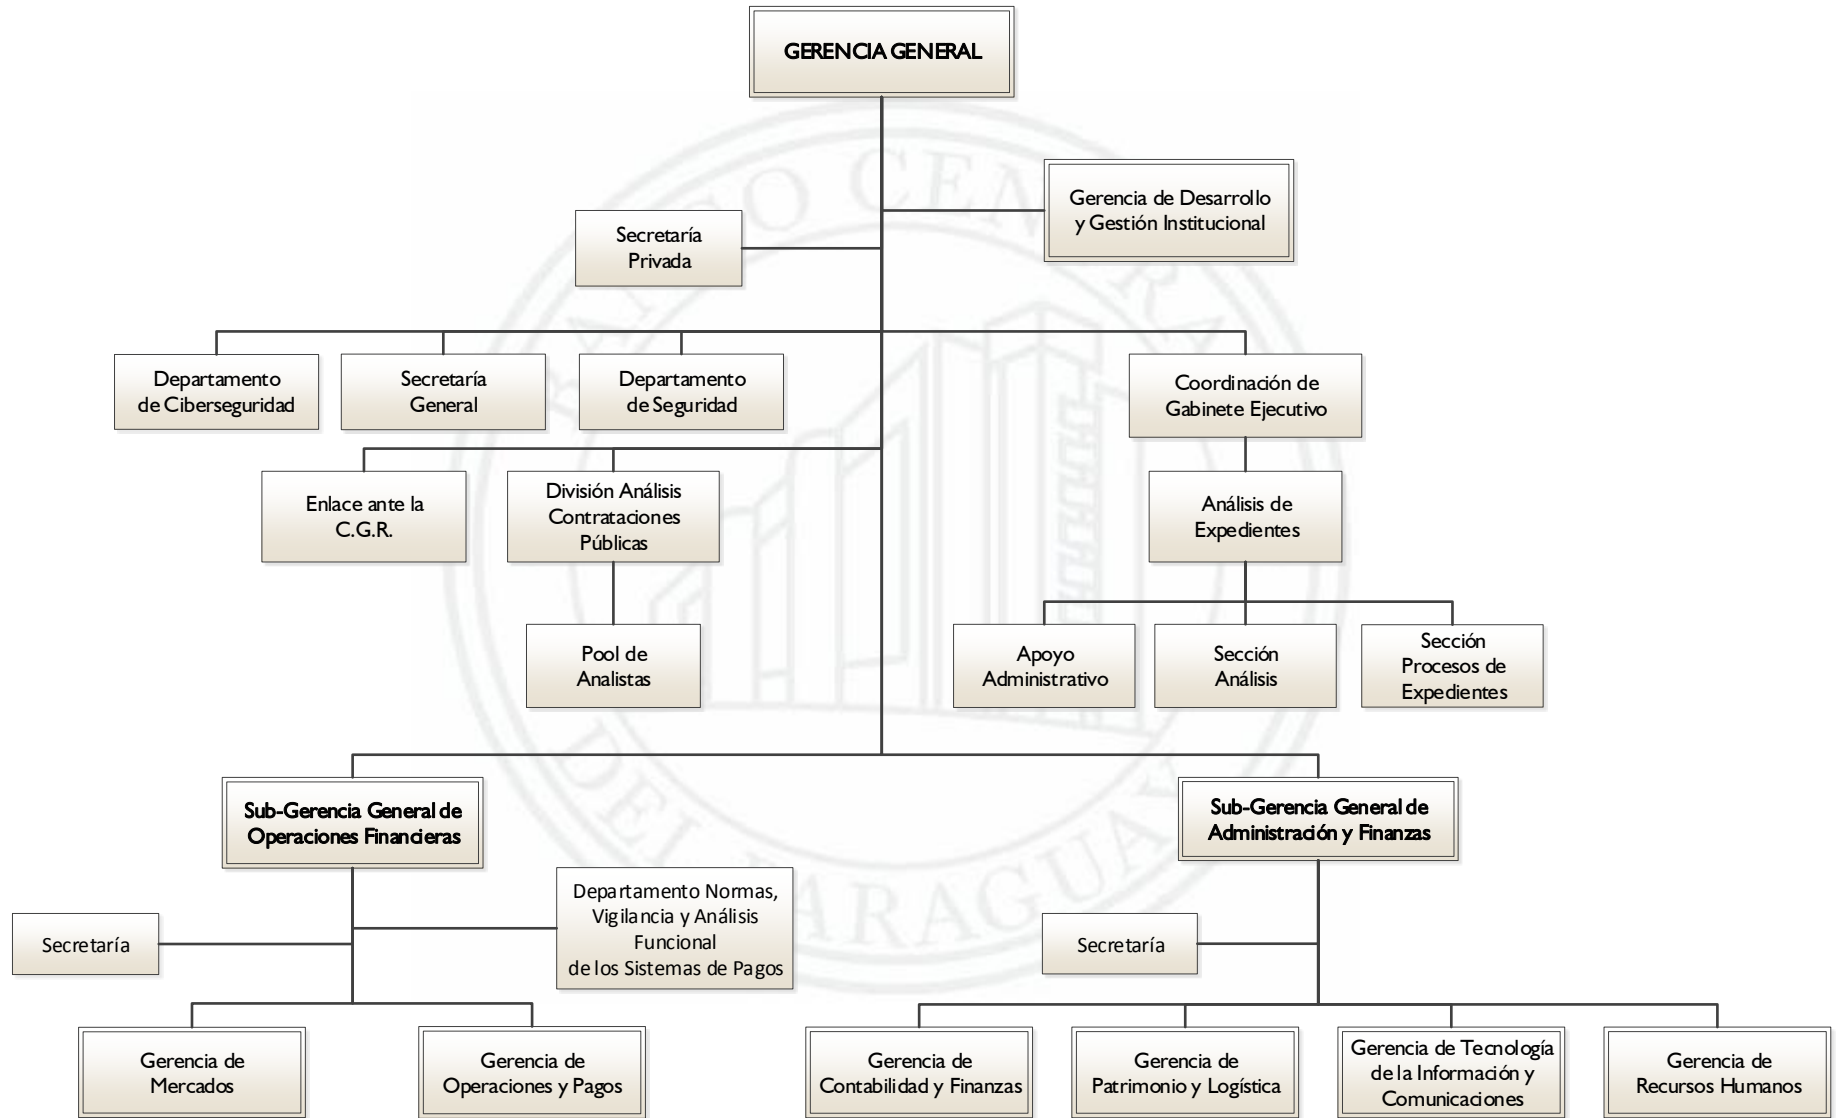 GERENCIA GENERAL
Gerencia de Desarrollo
y Gestión Institucional
Secretaría
Privada
Departamento
de Ciberseguridad
Secretaría
General
Departamento
de Seguridad
Coordinación de
Gabinete Ejecutivo
Enlace ante la
C.G.R.
División Análisis
Contrataciones
Públicas
Análisis de
Expedientes
Pool de
Analistas
Apoyo
Administrativo
Sección
Análisis
Sección
Procesos de
Expedientes
Sub-Gerencia General de
Operaciones Financieras
Sub-Gerencia General de
Administración y Finanzas
Secretaría
Departamento Normas,
Vigilancia y Análisis
Funcional
de los Sistemas de Pagos
Secretaría
Gerencia de
Mercados
Gerencia de
Operaciones y Pagos
Gerencia de
Contabilidad y Finanzas
Gerencia de
Patrimonio y Logística
Gerencia de Tecnología
de la Información y
Comunicaciones
Gerencia de
Recursos Humanos
BANCO CENTRAL
DEL PARAGUAY